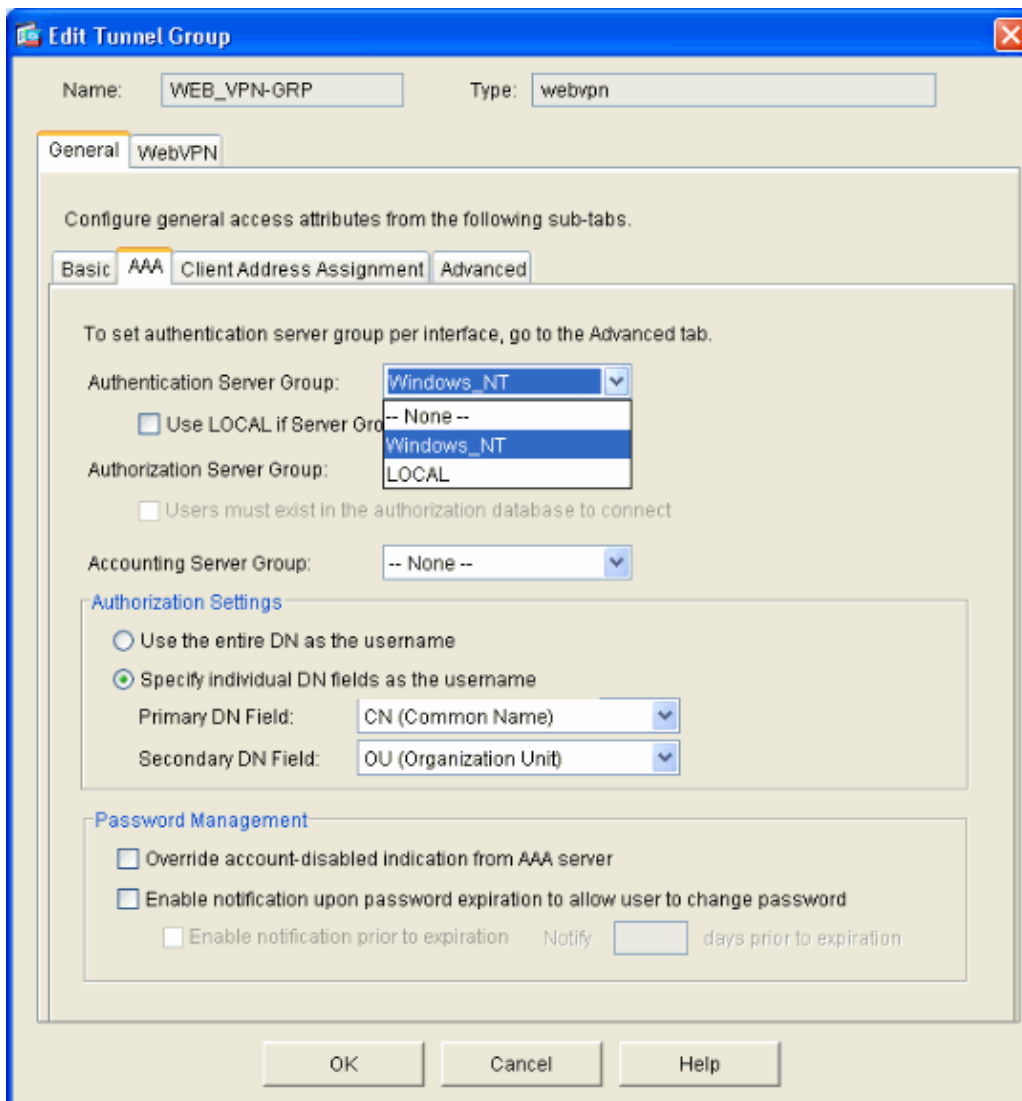 Edit Tunnel Group
Name: WEB_VPN-GRP Type: webvpn
General WebVPN
Configure general access attributes from the following sub-tabs.
Basic AAA Client Address Assignment Advanced
To set authentication server group per interface, go to the Advanced tab.
Authentication Server Group: Windows_NT
-- None --
Use LOCAL if Server Gro
Windows_NT
Authorization Server Group:
LOCAL
Users must exist in the authorization database to connect
Accounting Server Group: -- None --
Authorization Settings
Use the entire DN as the username
Specify individual DN fields as the username
Primary DN Field: CN (Common Name)
Secondary DN Field: OU (Organization Unit)
Password Management
Override account-disabled indication from AAA server
Enable notification upon password expiration to allow user to change password
Enable notification prior to expiration Notify days prior to expiration
OK Cancel Help